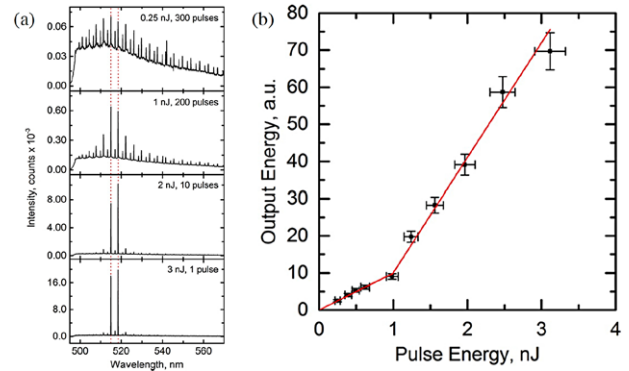 (a)
0.25 nJ, 300 pulses
0.06
0.03
0.00
1 nJ, 200 pulses
0.60
0.30
0.00
2 nJ, 10 pulses
8.00
4.00
0.00
3 nJ, 1 pulse
16.0
8.0
0.0
500 520 540 560
Wavelength, nm
Intensity, counts x 10-3
(b)
80
70
60
50
40
30
20
10
0
0 1 2 3 4
Pulse Energy, nJ
Output Energy, a.u.